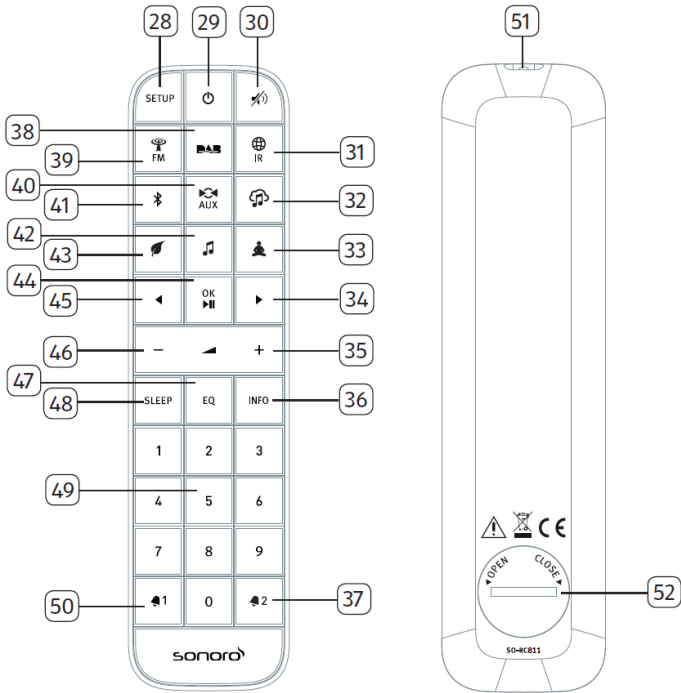 28 29 30 51
SETUP
38
39 FM DAB IR 31
40
41 AUX 32
42
43 33
44 OK
45 34
46 − + 35
47
48 SLEEP EQ INFO 36
1 2 3
49 4 5 6
7 8 9
50 1 0 2 37
sonoro
CE
OPEN CLOSE
52
SO-RC811